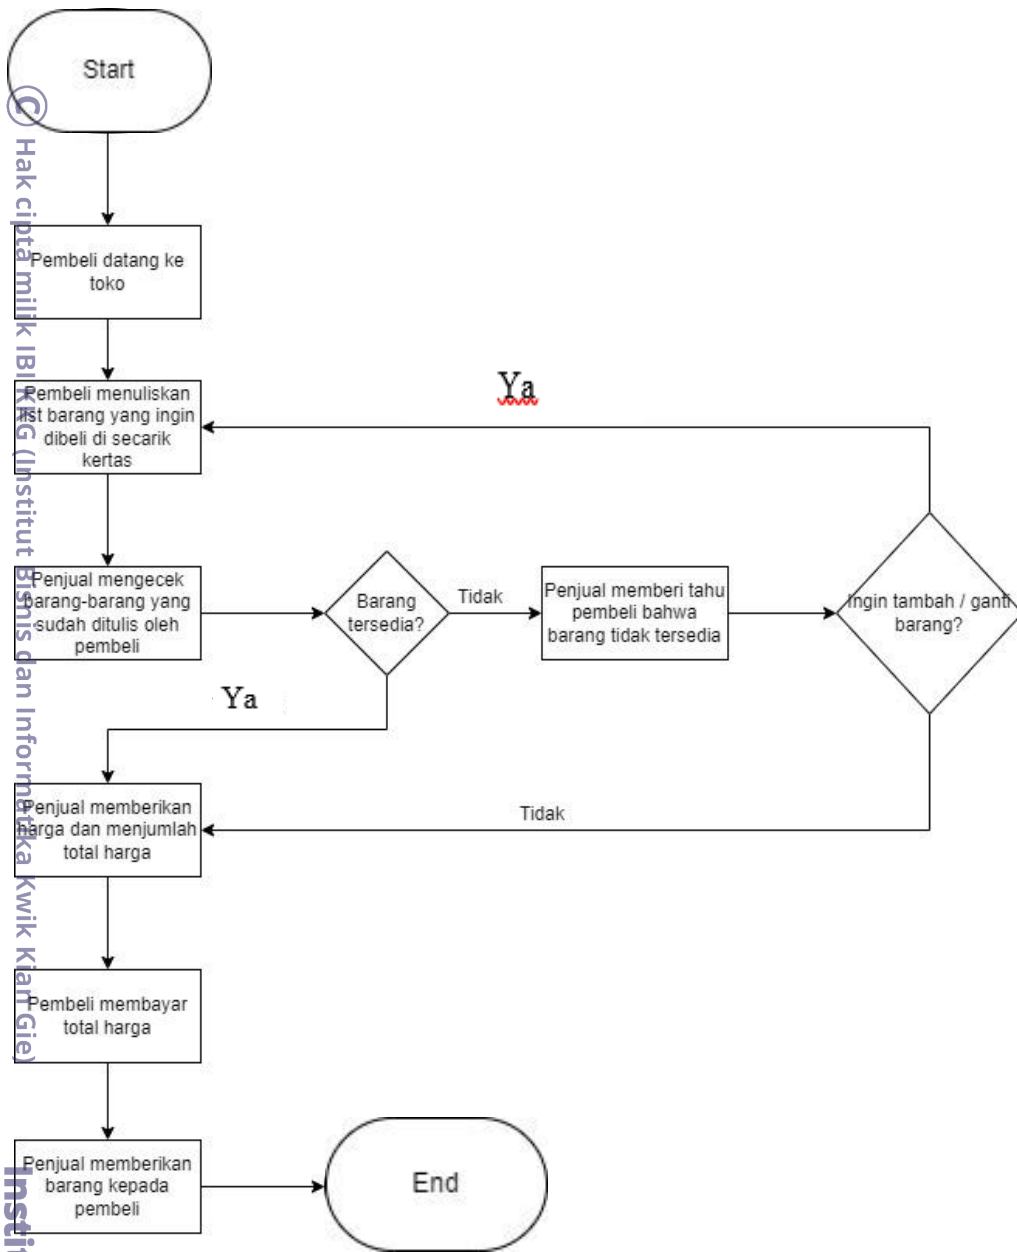 Start
© Hak cipta milik IBI KKG (Institut Bisnis dan Informatika Kwik Kian Gie)
Pembeli datang ke
toko
Pembeli menuliskan
list barang yang ingin
dibeli di secarik
kertas
Ya
Penjual mengecek
barang-barang yang
sudah ditulis oleh
pembeli
Barang
tersedia?
Tidak
Penjual memberi tahu
pembeli bahwa
barang tidak tersedia
Ingin tambah / ganti
barang?
Ya
Penjual memberikan
harga dan menjumlah
total harga
Tidak
Pembeli membayar
total harga
Penjual memberikan
barang kepada
pembeli
End